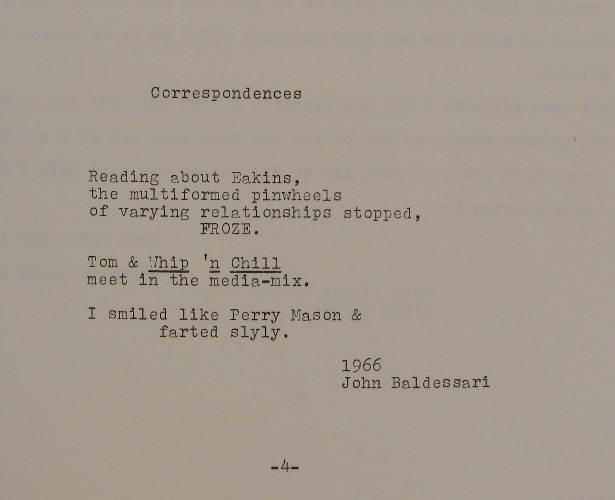 Correspondences
Reading about Eakins,
the multiformed pinwheels
of varying relationships stopped,
FROZE.
Tom & Whip 'n Chill
meet in the media-mix.
I smiled like Perry Mason &
farted slyly.
1966
John Baldessari
-4-